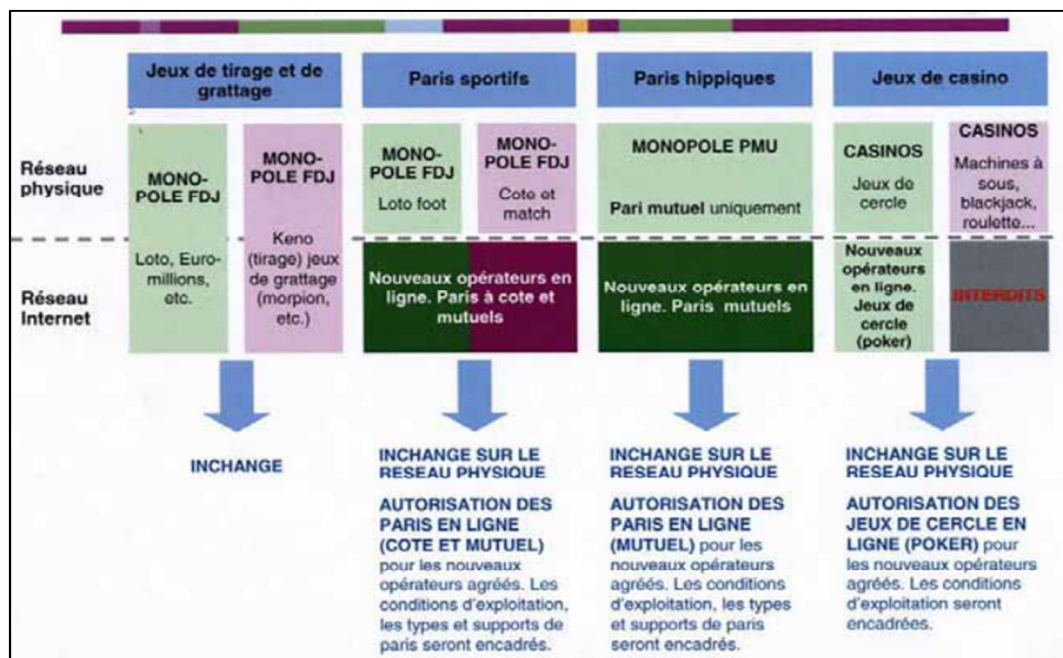 Jeux de tirage et de
grattage
Paris sportifs
Paris hippiques
Jeux de casino
Réseau
physique
MONO-
POLE FDJ
Loto, Euro-
millions,
etc.
MONO-
POLE FDJ
Keno
(tirage) jeux
de grattage
(morpion,
etc.)
MONO-
POLE FDJ
Loto foot
MONO-
POLE FDJ
Cote et
match
MONOPOLE PMU
Pari mutuel uniquement
CASINOS
Jeux de
cercle
CASINOS
Machines à
sous,
blackjack,
roulette...
Réseau
Internet
Nouveaux opérateurs en
ligne. Paris à cote et
mutuels
Nouveaux opérateurs en
ligne. Paris mutuels
Nouveaux
opérateurs
en ligne.
Jeux de
cercle
(poker)
INTERDITS
INCHANGE
INCHANGE SUR LE
RESEAU PHYSIQUE
AUTORISATION DES
PARIS EN LIGNE
(COTE ET MUTUEL)
pour les nouveaux
opérateurs agréés. Les
conditions d'exploitation,
les types et supports de
paris seront encadrés.
INCHANGE SUR LE
RESEAU PHYSIQUE
AUTORISATION DES
PARIS EN LIGNE
(MUTUEL) pour les
nouveaux opérateurs
agréés. Les conditions
d'exploitation, les types
et supports de paris
seront encadrés.
INCHANGE SUR LE
RESEAU PHYSIQUE
AUTORISATION DES
JEUX DE CERCLE EN
LIGNE (POKER) pour
les nouveaux opérateurs
agréés. Les conditions
d'exploitation seront
encadrées.